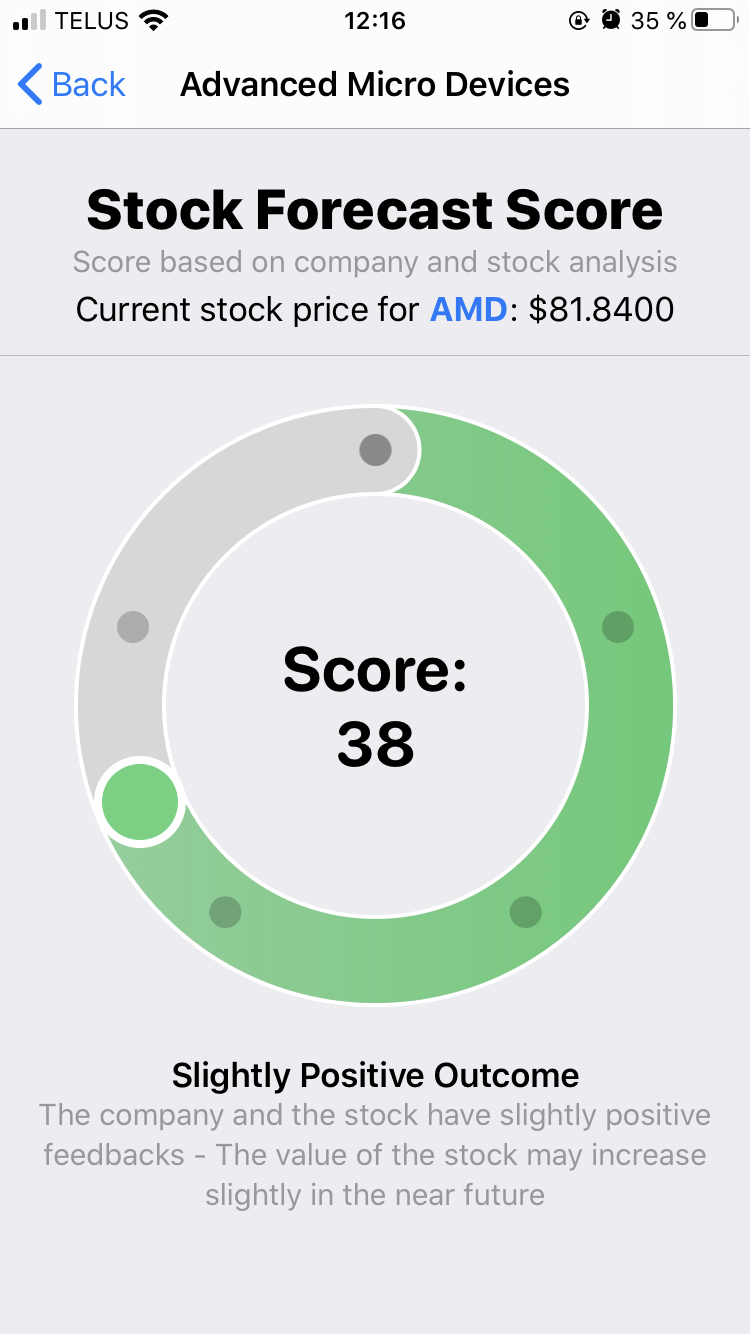 TELUS 12:16 35 %
Back Advanced Micro Devices
Stock Forecast Score
Score based on company and stock analysis
Current stock price for AMD: $81.8400
Score:
38
Slightly Positive Outcome
The company and the stock have slightly positive
feedbacks - The value of the stock may increase
slightly in the near future